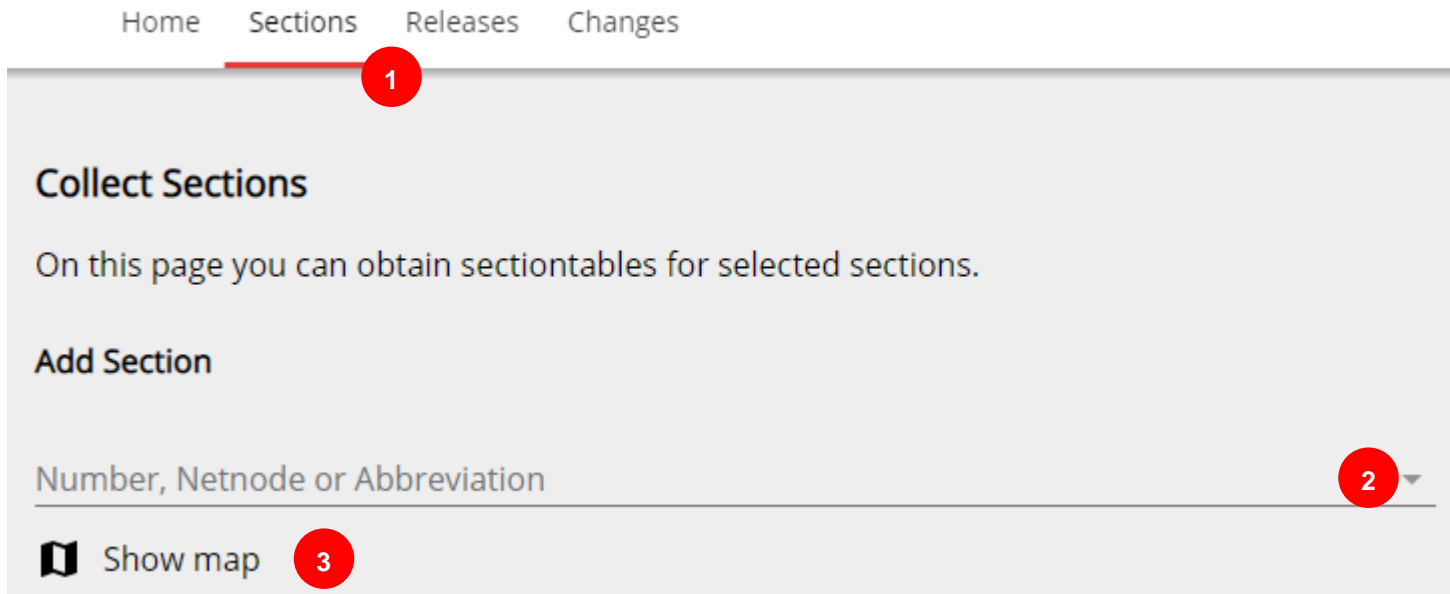 Home Sections Releases Changes
1
Collect Sections
On this page you can obtain sectiontables for selected sections.
Add Section
Number, Netnode or Abbreviation 2
Show map 3